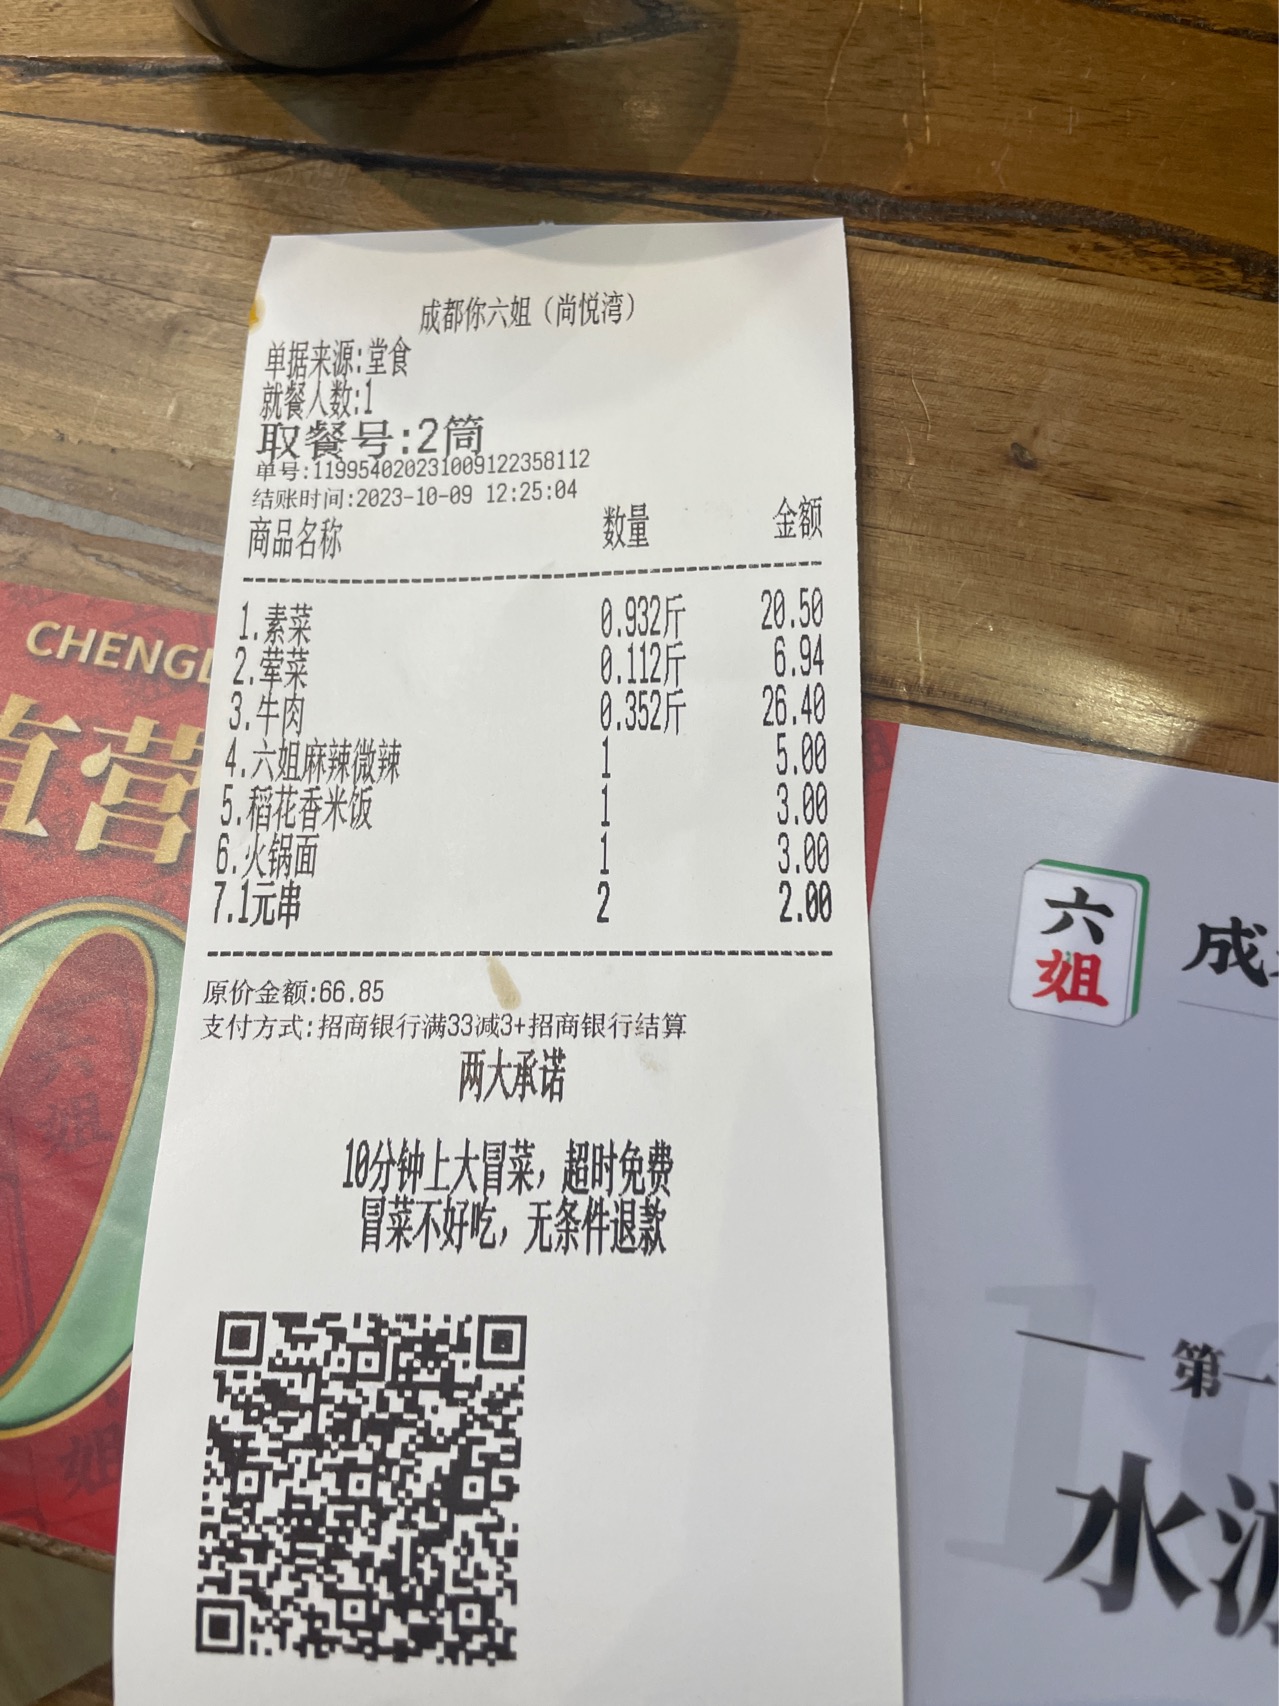 成都你六姐（尚悦湾）
单据来源:堂食
就餐人数:1
取餐号:2筒
单号:119954020231009122358112
结账时间:2023-10-09 12:25:04
商品名称 数量 金额
1.素菜 0.932斤 20.50
2.荤菜 0.112斤 6.94
3.牛肉 0.352斤 26.40
4.六姐麻辣微辣 1 5.00
5.稻花香米饭 1 3.00
6.火锅面 1 3.00
7.1元串 2 2.00
原价金额:66.85
支付方式:招商银行满33减3+招商银行结算
两大承诺
10分钟上大冒菜，超时免费
冒菜不好吃，无条件退款
CHENGD
直营
0
六
姐
姐
六
姐
成
第一
水